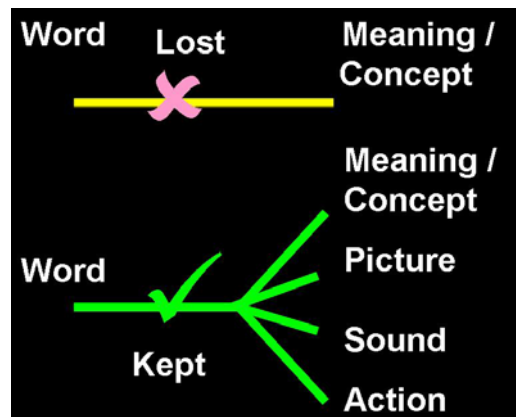 Word
Lost
Meaning /
Concept
Meaning /
Concept
Word
Picture
Sound
Kept
Action